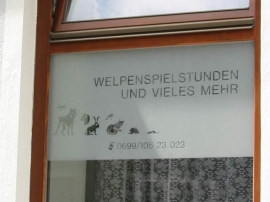 WELPENSPIELSTUNDEN
UND VIELES MEHR
0699/105 23 023